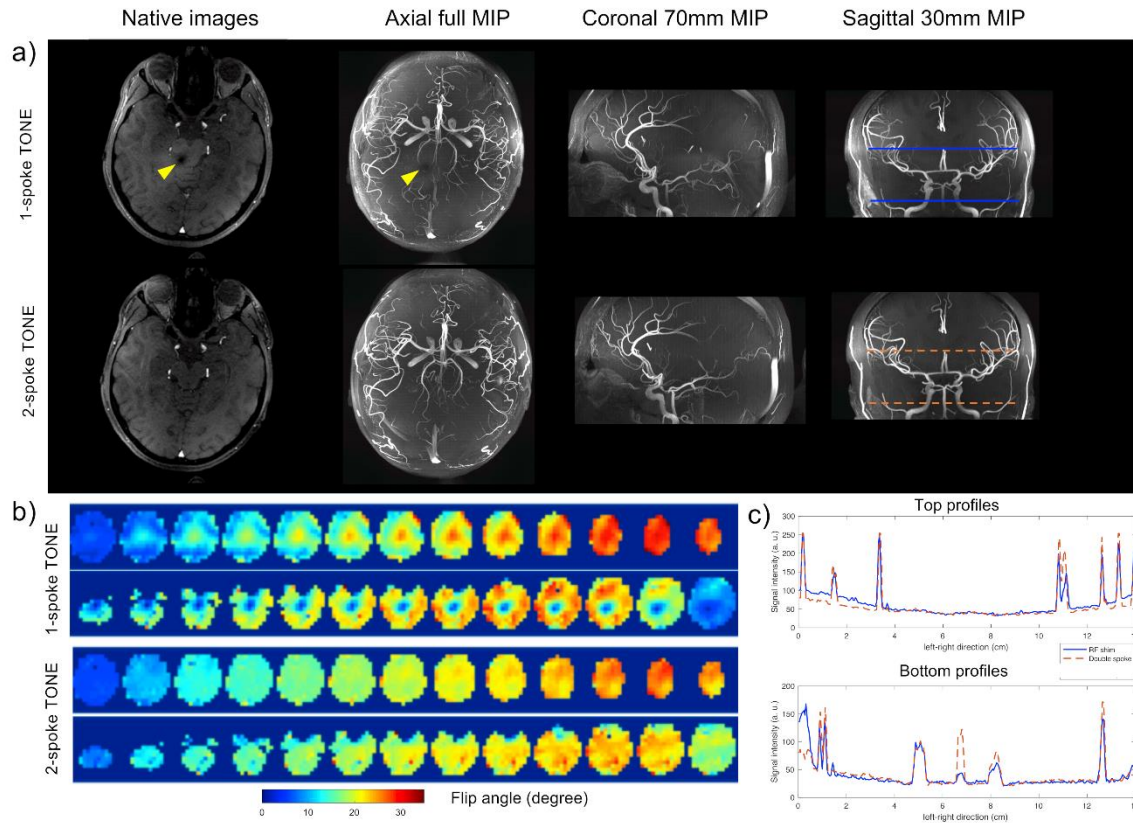 Native images
Axial full MIP
Coronal 70mm MIP
Sagittal 30mm MIP
a)
1-spoke TONE
2-spoke TONE
b)
1-spoke TONE
2-spoke TONE
0 10 20 30
Flip angle (degree)
c)
Top profiles
Signal intensity (a. u.)
300
250
200
150
100
50
0 2 4 6 8 10 12 14
left-right direction (cm)
RF shim
Double spoke
Bottom profiles
Signal intensity (a. u.)
200
150
100
50
0
0 2 4 6 8 10 12 14
left-right direction (cm)